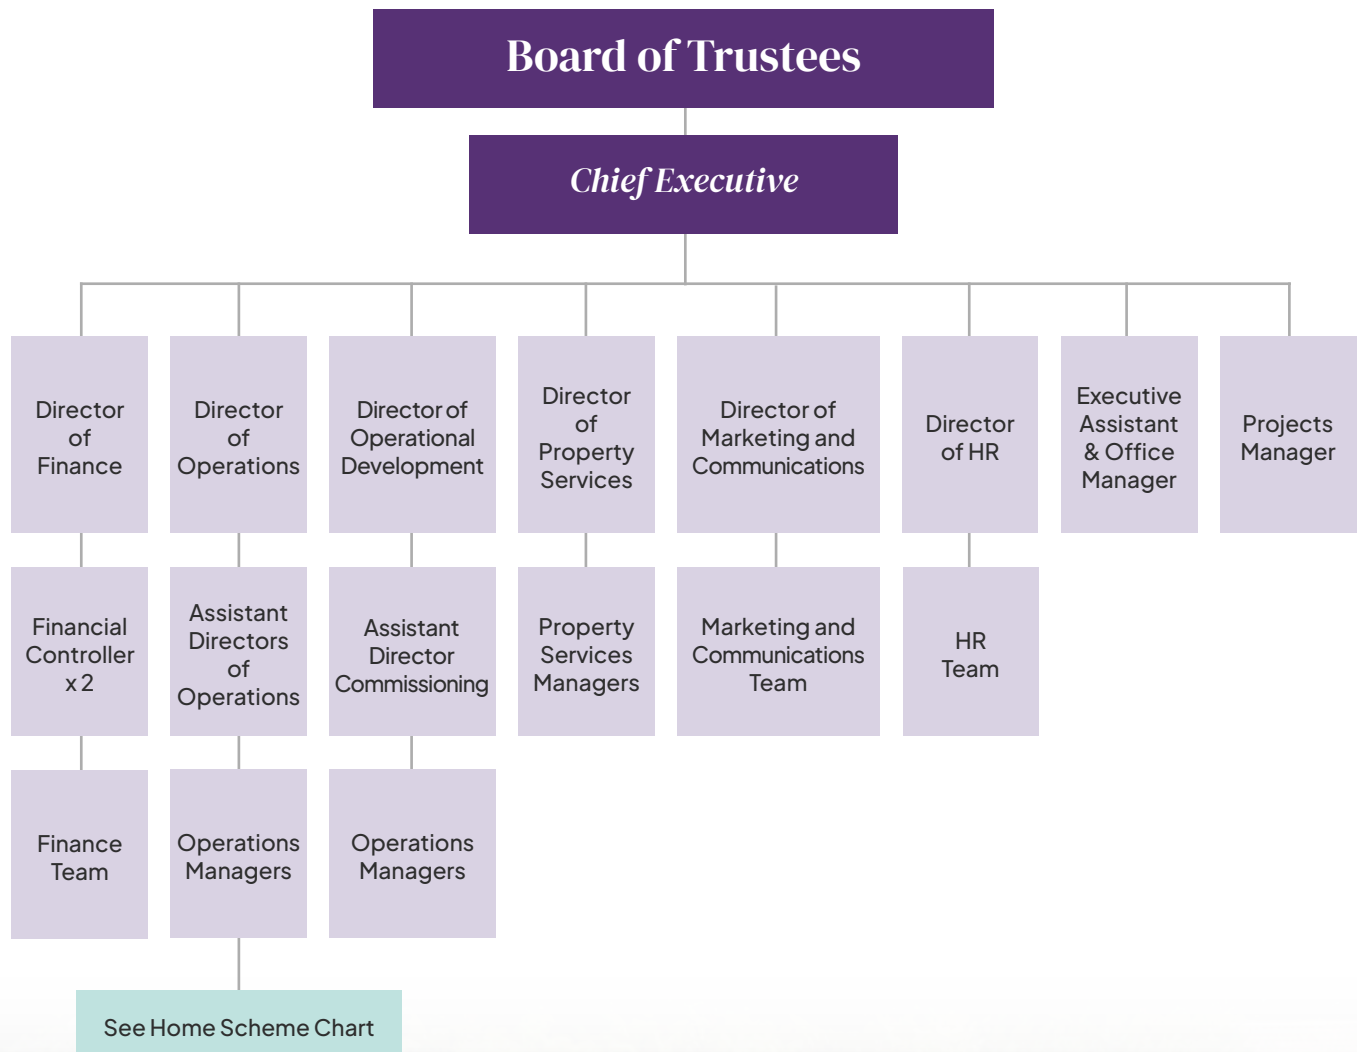 Board of Trustees
Chief Executive
Director
of
Finance
Director
of
Operations
Director of
Operational
Development
Director
of
Property
Services
Director of
Marketing and
Communications
Director
of HR
Executive
Assistant
& Office
Manager
Projects
Manager
Financial
Controller
x 2
Assistant
Directors
of
Operations
Assistant
Director
Commissioning
Property
Services
Managers
Marketing and
Communications
Team
HR
Team
Finance
Team
Operations
Managers
Operations
Managers
See Home Scheme Chart